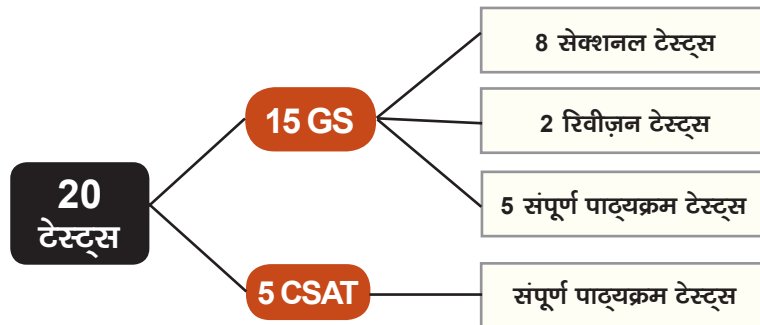 20
टेस्ट्स
15 GS
8 सेक्शनल टेस्ट्स
2 रिवीज़न टेस्ट्स
5 संपूर्ण पाठ्यक्रम टेस्ट्स
5 CSAT
संपूर्ण पाठ्यक्रम टेस्ट्स